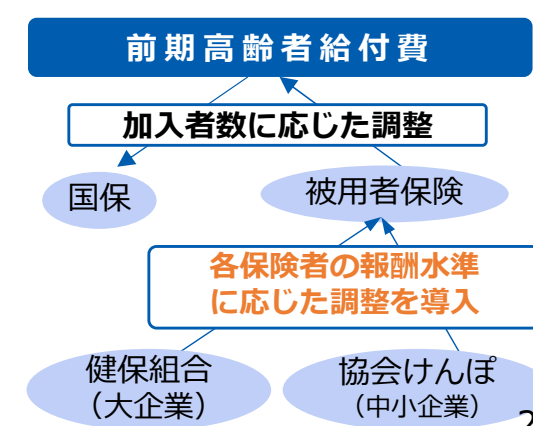 前期高齢者給付費
加入者数に応じた調整
国保
被用者保険
各保険者の報酬水準
に応じた調整を導入
健保組合
（大企業）
協会けんぽ
（中小企業）
2